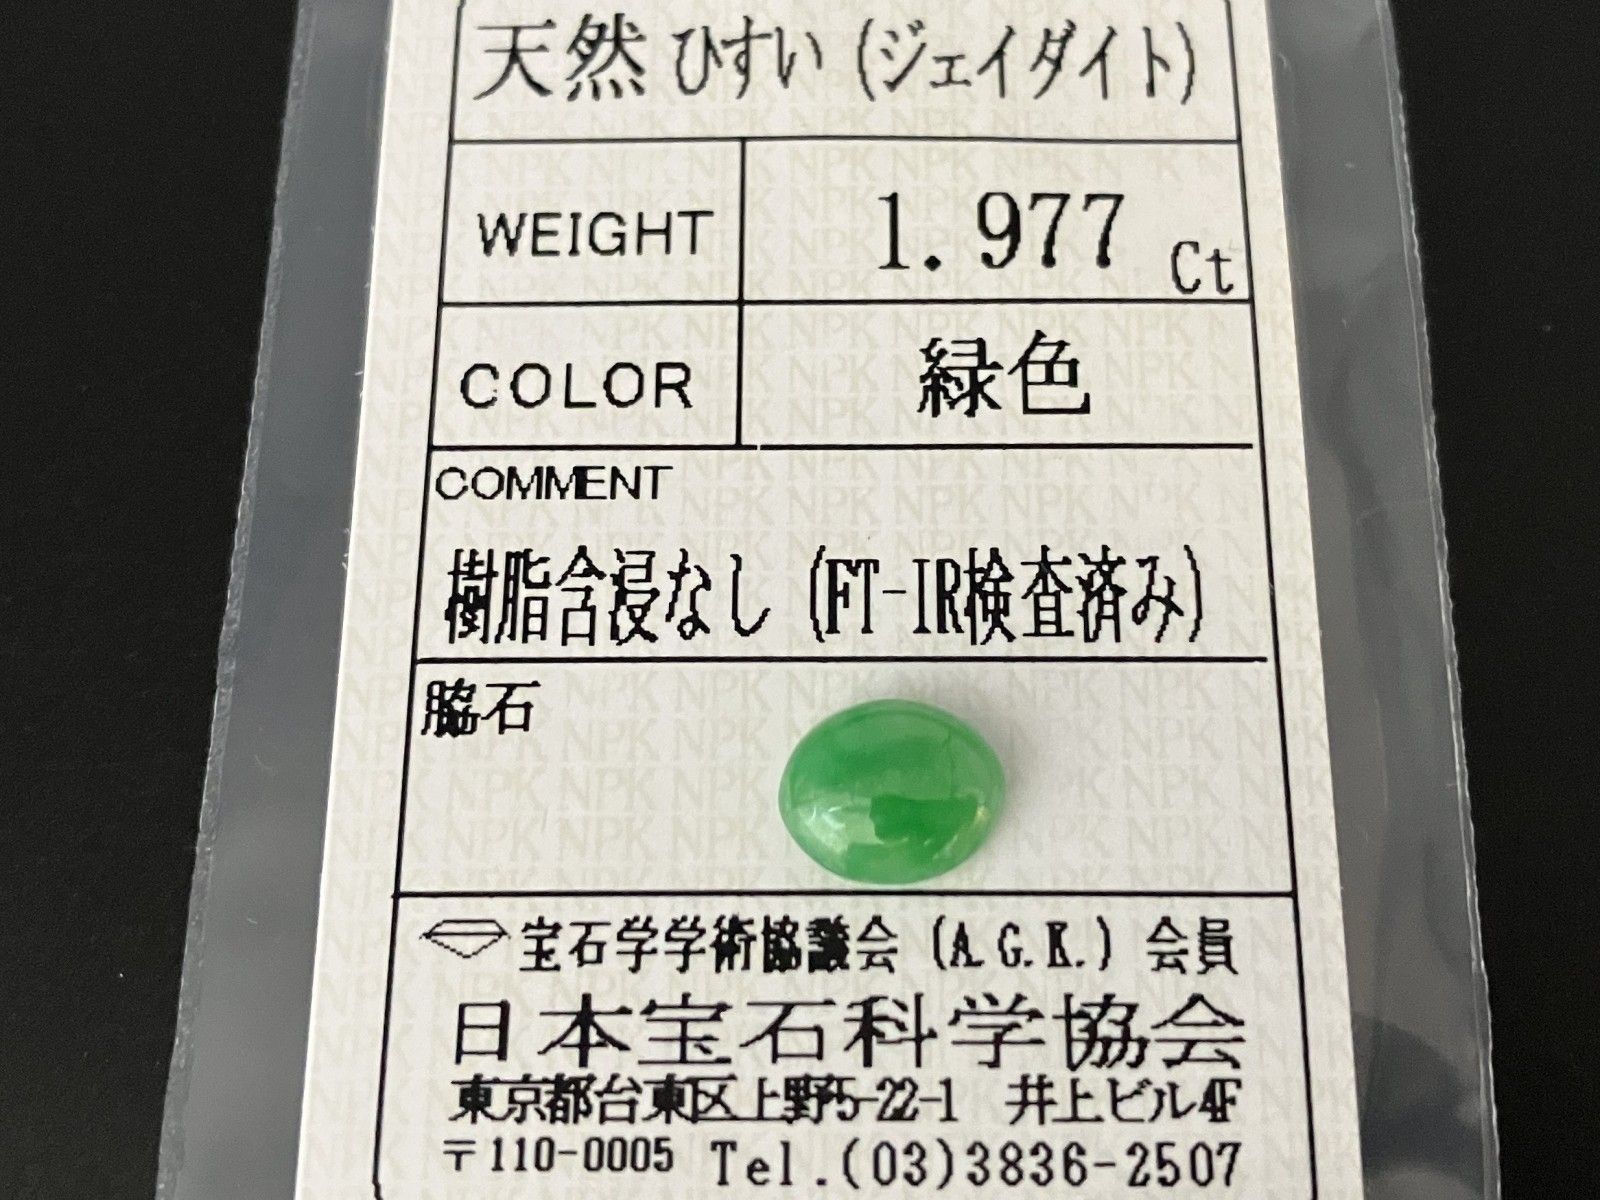 天然 ひすい (ジェイダイト)
WEIGHT 1.977 Ct
COLOR 緑色
COMMENT
樹脂含浸なし (FT-IR検査済み)
脇石
宝石学学術協議会 (A.G.K.) 会員
日本宝石科学協会
東京都台東区上野5-22-1 井上ビル4F
〒110-0005 Tel.(03)3836-2507